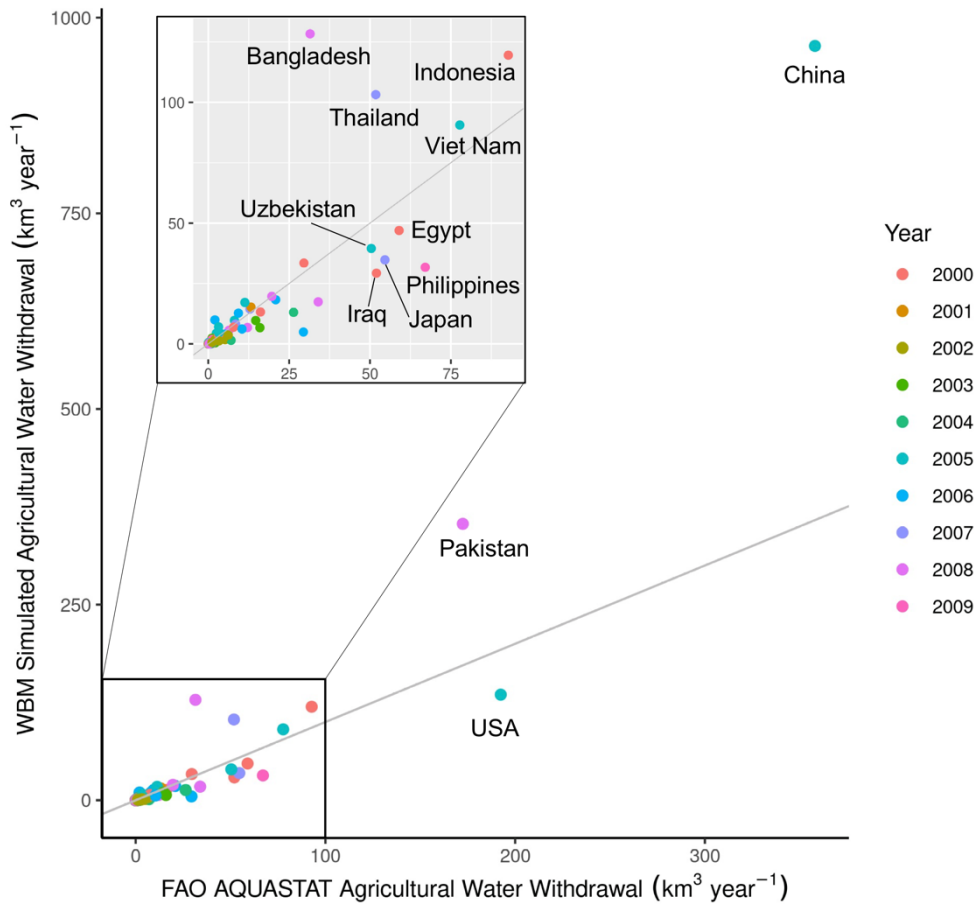 1000
750
500
250
0
WBM Simulated Agricultural Water Withdrawal (km³ year⁻¹)
Bangladesh
Indonesia
100
Thailand
Viet Nam
Uzbekistan
50
Egypt
Philippines
Iraq
Japan
0
0 25 50 75
China
Pakistan
USA
0 100 200 300
FAO AQUASTAT Agricultural Water Withdrawal (km³ year⁻¹)
Year
2000
2001
2002
2003
2004
2005
2006
2007
2008
2009